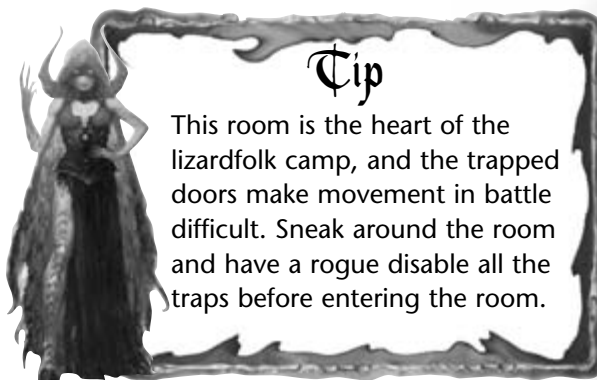 Tip
This room is the heart of the
lizardfolk camp, and the trapped
doors make movement in battle
difficult. Sneak around the room
and have a rogue disable all the
traps before entering the room.